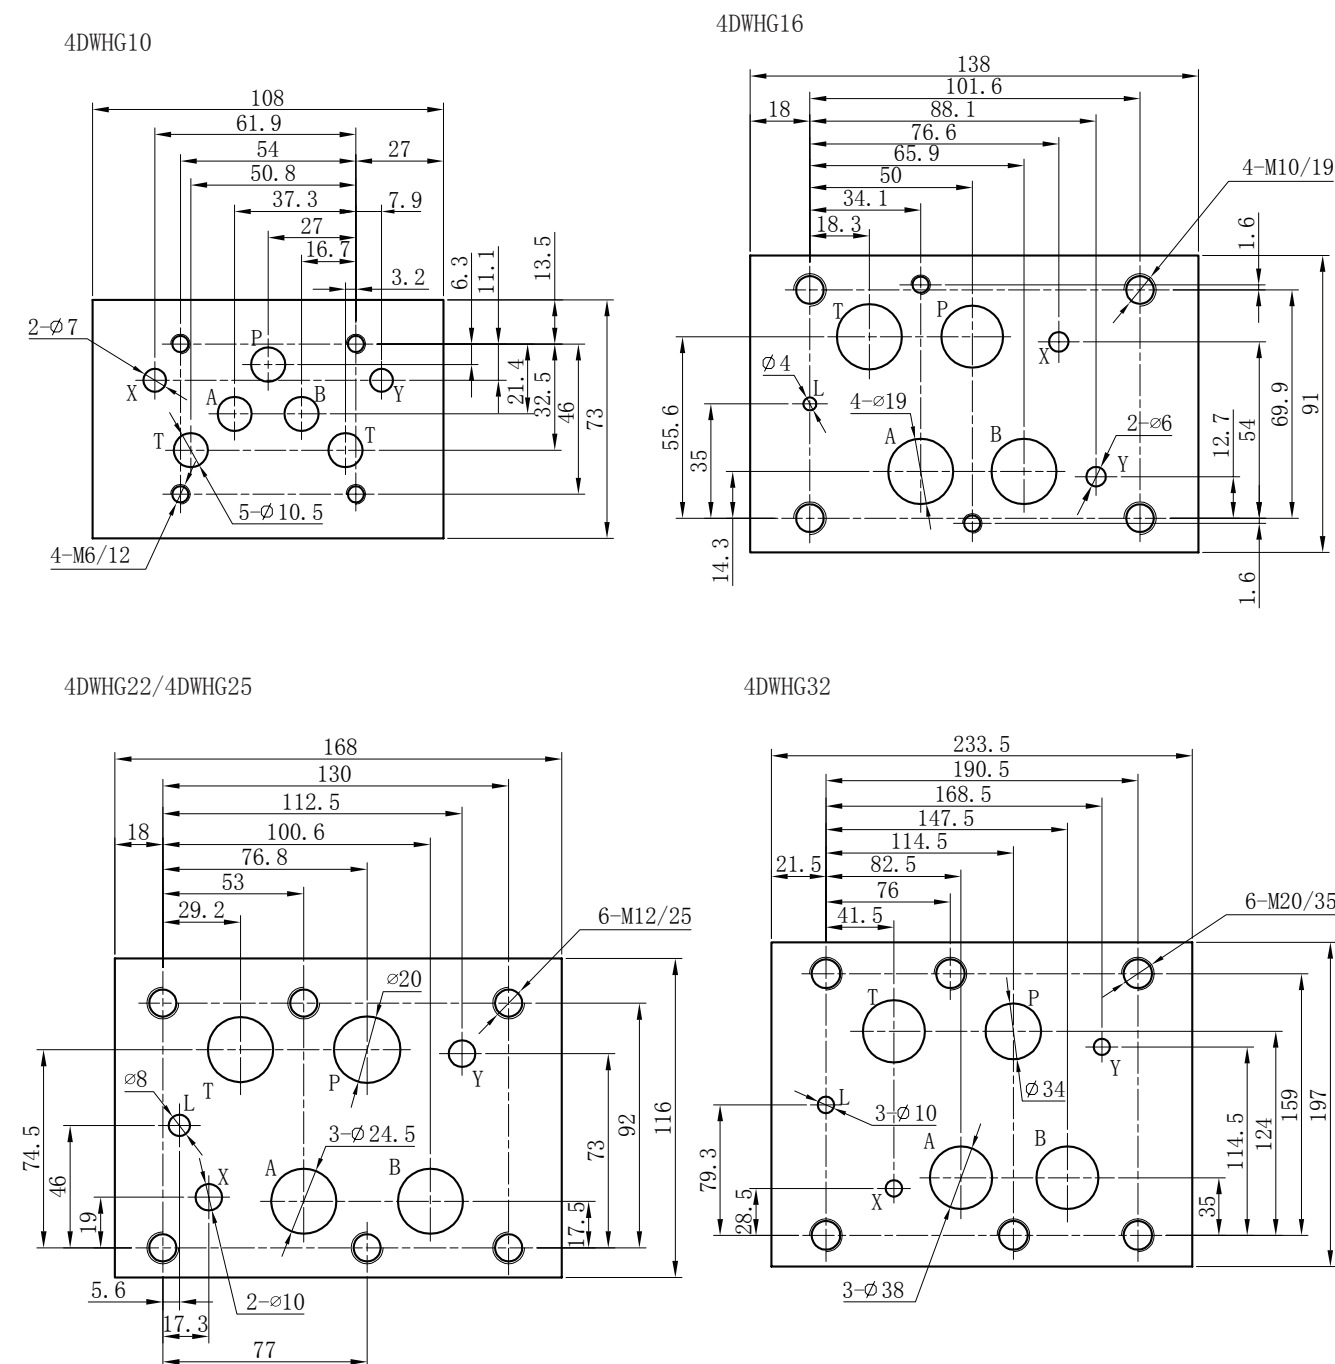 4DWHG10
108
61.9
54
27
50.8
37.3
7.9
27
16.7
3.2
6.3
11.1
13.5
2-Ø7
P
X
A
B
Y
T
T
21.4
32.5
46
73
5-Ø10.5
4-M6/12
4DWHG16
138
101.6
18
88.1
76.6
65.9
50
34.1
18.3
4-M10/19
1.6
T
P
X
Ø4
L
4-Ø19
A
B
2-Ø6
Y
55.6
35
14.3
12.7
54
69.9
91
1.6
4DWHG22/4DWHG25
168
130
112.5
18
100.6
76.8
53
29.2
6-M12/25
Ø20
T
P
Y
Ø8
L
3-Ø24.5
X
A
B
74.5
46
19
17.5
73
92
116
5.6
2-Ø10
17.3
77
4DWHG32
233.5
190.5
168.5
147.5
114.5
21.5
82.5
76
41.5
6-M20/35
T
P
Y
Ø34
L
3-Ø10
A
B
X
79.3
28.5
35
114.5
124
159
197
3-Ø38